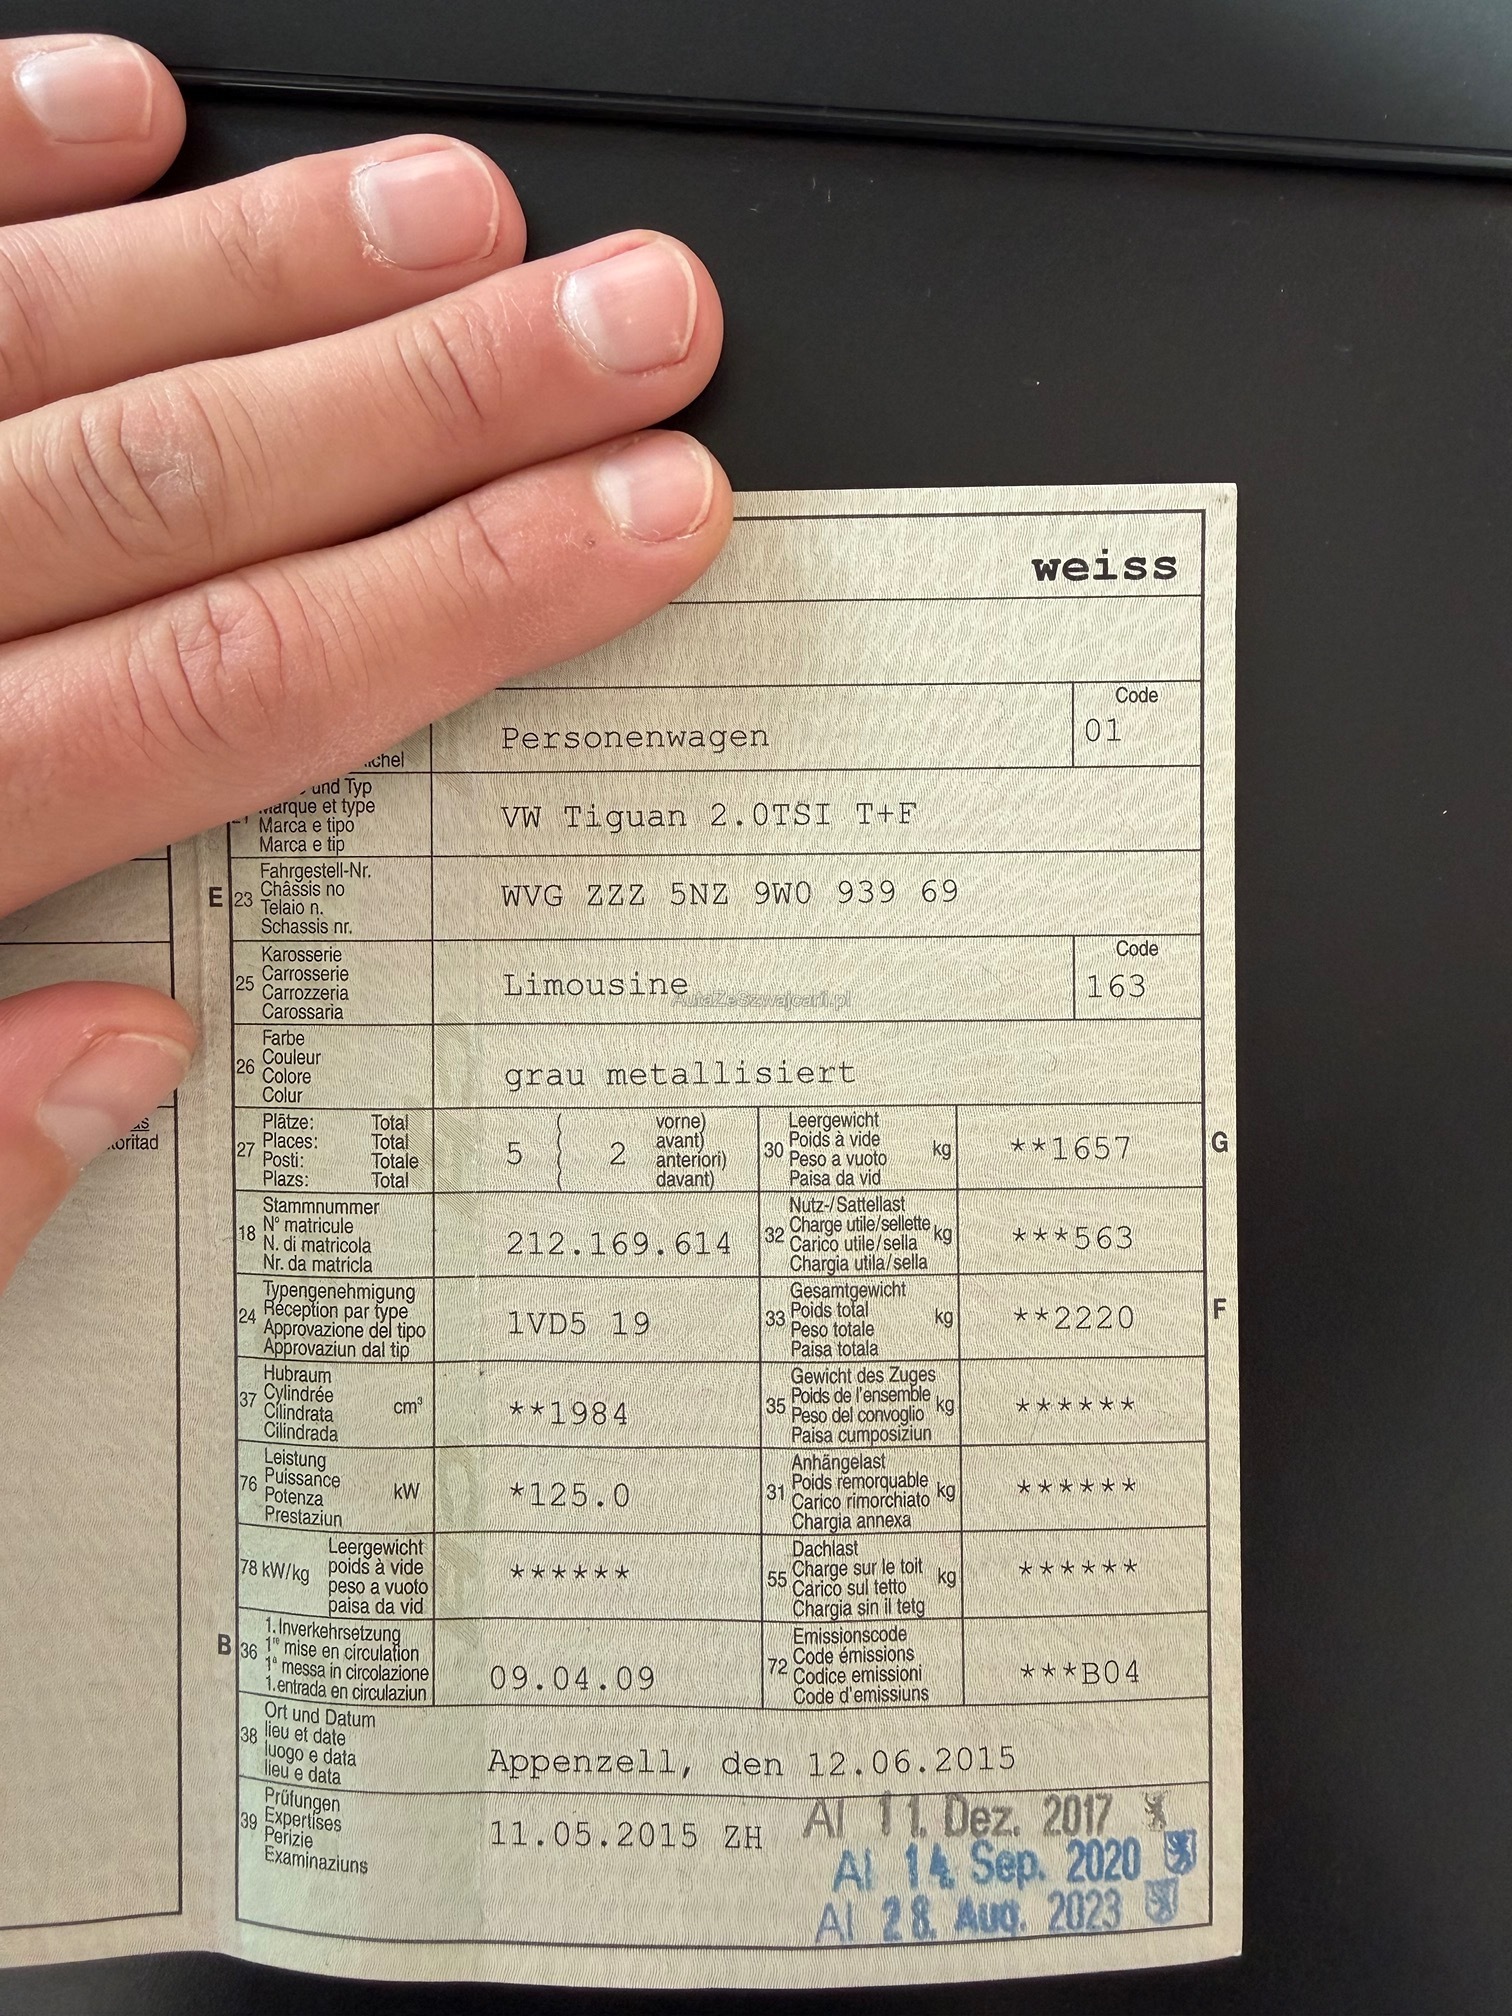 weiss
Code
Personenwagen
01
und Typ
Marque et type
Marca e tipo
Marca e tip
VW Tiguan 2.0TSI T+F
E
23
Fahrgestell-Nr.
Châssis no
Telaio n.
Schassis nr.
WVG ZZZ 5NZ 9W0 939 69
25
Karosserie
Carrosserie
Carrozzeria
Carossaria
Limousine
Code
163
AutaZeSzwajcarii.pl
26
Farbe
Couleur
Colore
Colur
grau metallisiert
27
Plätze: Total
Places: Total
Posti: Totale
Plazs: Total
5 2
vorne)
avant)
anteriori)
davant)
30
Leergewicht
Poids à vide
Peso a vuoto
Paisa da vid
kg
**1657
G
18
Stammnummer
N° matricule
N. di matricola
Nr. da matricla
212.169.614
32
Nutz-/Sattellast
Charge utile/sellette
Carico utile/sella
Chargia utila/sella
kg
***563
24
Typengenehmigung
Réception par type
Approvazione del tipo
Approvaziun dal tip
1VD5 19
33
Gesamtgewicht
Poids total
Peso totale
Paisa totala
kg
**2220
F
37
Hubraum
Cylindrée
Cilindrata
Cilindrada
cm³
**1984
35
Gewicht des Zuges
Poids de l'ensemble
Peso del convoglio
Paisa cumposiziun
kg
******
76
Leistung
Puissance
Potenza
Prestaziun
kW
*125.0
31
Anhängelast
Poids remorquable
Carico rimorchiato
Chargia annexa
kg
******
78 kW/kg
Leergewicht
poids à vide
peso a vuoto
paisa da vid
******
55
Dachlast
Charge sur le toit
Carico sul tetto
Chargia sin il tetg
kg
******
B
36
1. Inverkehrsetzung
1re mise en circulation
1a messa in circolazione
1. entrada en circulaziun
09.04.09
72
Emissionscode
Code émissions
Codice emissioni
Code d'emissiuns
***B04
38
Ort und Datum
lieu et date
luogo e data
lieu e data
Appenzell, den 12.06.2015
39
Prüfungen
Expertises
Perizie
Examinaziuns
11.05.2015 ZH
AI 11. Dez. 2017
AI 14. Sep. 2020
AI 28. Aug. 2023